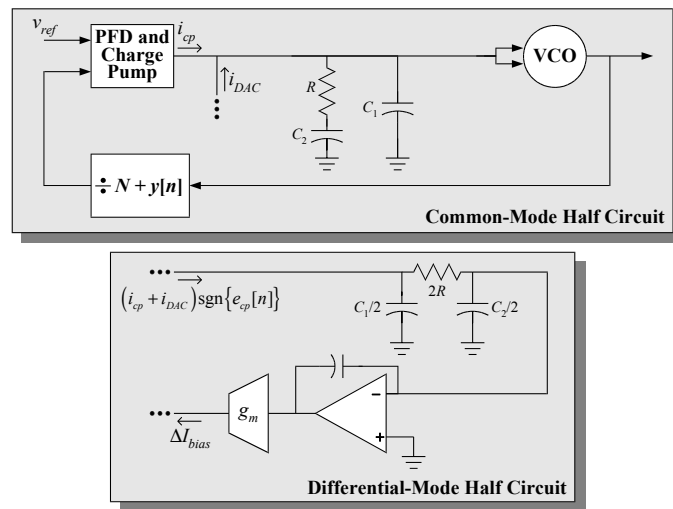 v_ref
PFD and
Charge
Pump
i_cp
i_DAC
R
C_2
C_1
VCO
÷ N + y[n]
Common-Mode Half Circuit
(i_cp + i_DAC) sgn{e_cp[n]}
C_1/2
2R
C_2/2
g_m
ΔI_bias
−
+
Differential-Mode Half Circuit